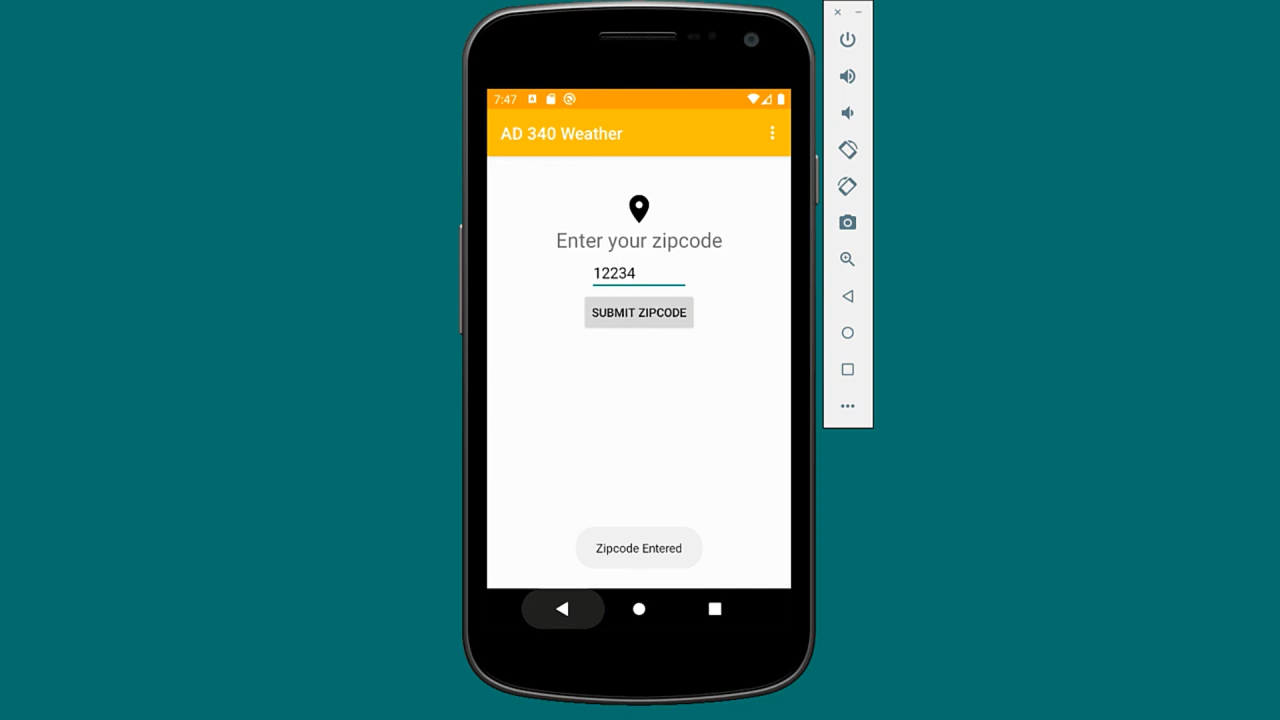 7:47
AD 340 Weather
Enter your zipcode
12234
SUBMIT ZIPCODE
Zipcode Entered